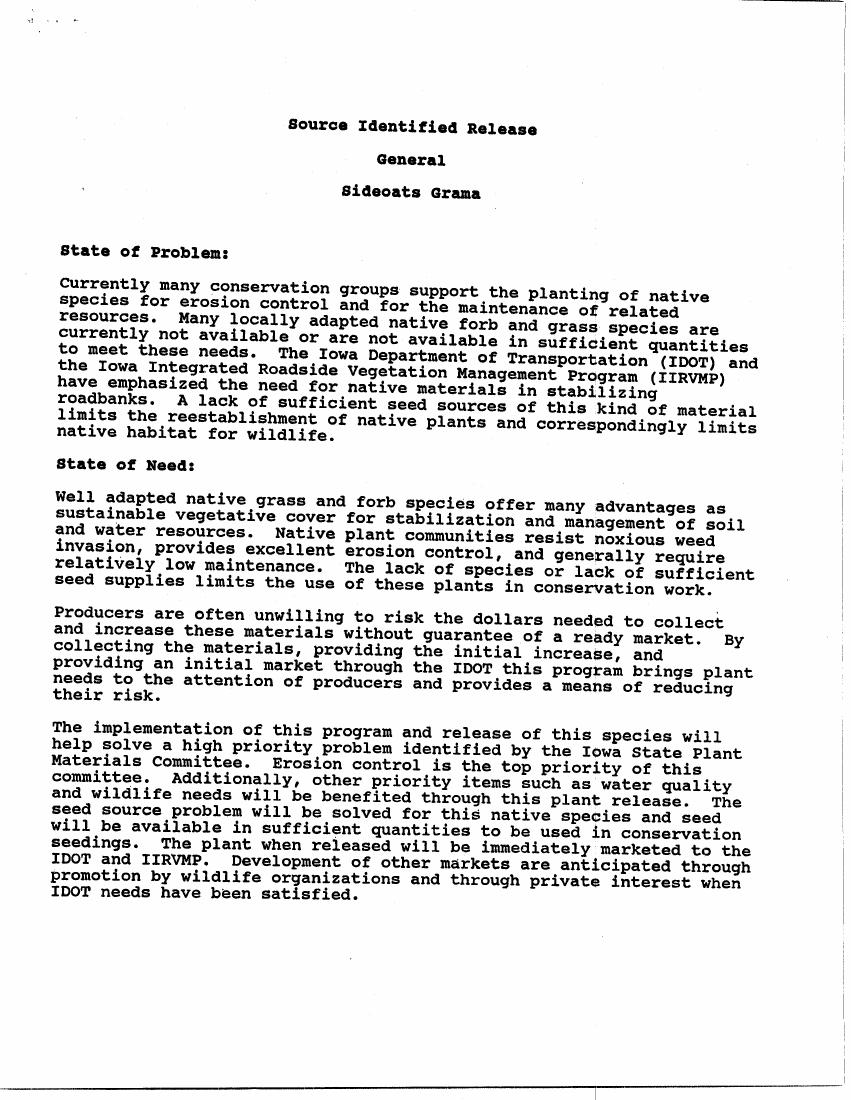 Source Identified Release
General
Sideoats Grama
State of Problem:
Currently many conservation groups support the planting of native
species for erosion control and for the maintenance of related
resources. Many locally adapted native forb and grass species are
currently not available or are not available in sufficient quantities
to meet these needs. The Iowa Department of Transportation (IDOT) and
the Iowa Integrated Roadside Vegetation Management Program (IIRVMP)
have emphasized the need for native materials in stabilizing
roadbanks. A lack of sufficient seed sources of this kind of material
limits the reestablishment of native plants and correspondingly limits
native habitat for wildlife.
State of Need:
Well adapted native grass and forb species offer many advantages as
sustainable vegetative cover for stabilization and management of soil
and water resources. Native plant communities resist noxious weed
invasion, provides excellent erosion control, and generally require
relatively low maintenance. The lack of species or lack of sufficient
seed supplies limits the use of these plants in conservation work.
Producers are often unwilling to risk the dollars needed to collect
and increase these materials without guarantee of a ready market. By
collecting the materials, providing the initial increase, and
providing an initial market through the IDOT this program brings plant
needs to the attention of producers and provides a means of reducing
their risk.
The implementation of this program and release of this species will
help solve a high priority problem identified by the Iowa State Plant
Materials Committee. Erosion control is the top priority of this
committee. Additionally, other priority items such as water quality
and wildlife needs will be benefited through this plant release. The
seed source problem will be solved for this native species and seed
will be available in sufficient quantities to be used in conservation
seedings. The plant when released will be immediately marketed to the
IDOT and IIRVMP. Development of other markets are anticipated through
promotion by wildlife organizations and through private interest when
IDOT needs have been satisfied.